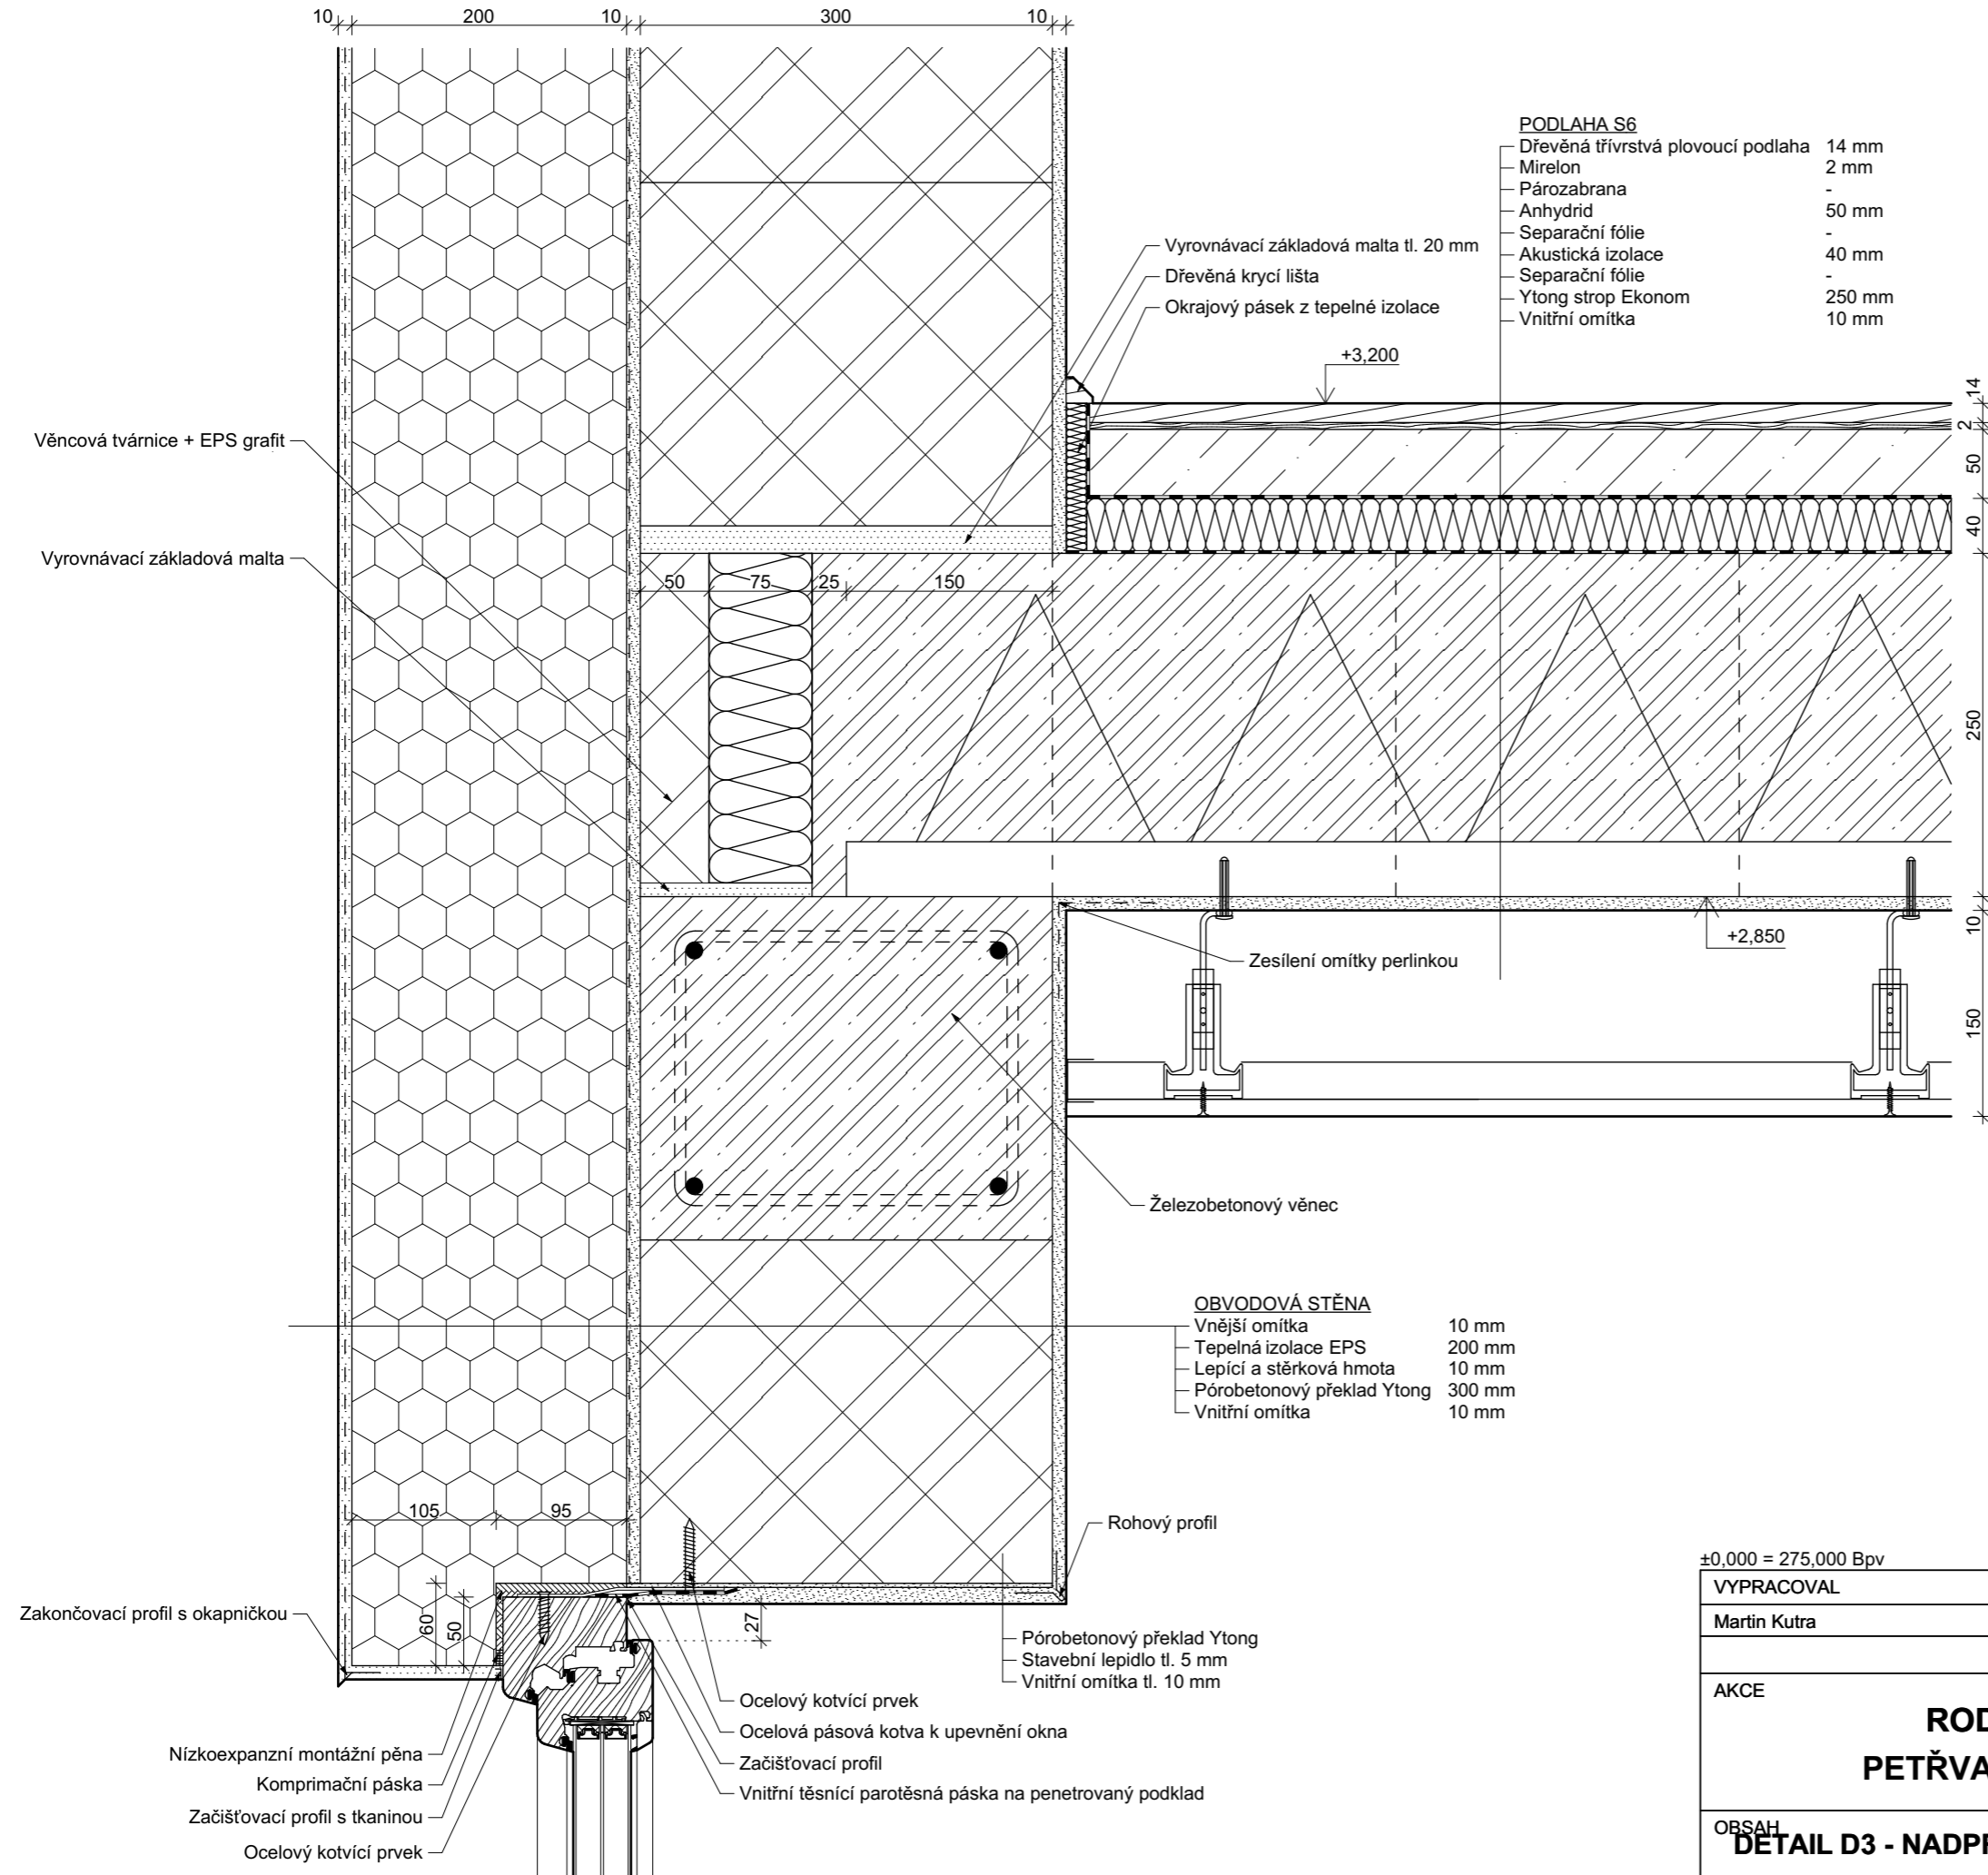 10 200 10 300 10
PODLAHA S6
Dřevěná třívrstvá plovoucí podlaha 14 mm
Mirelon 2 mm
Pározabrana -
Anhydrid 50 mm
Separační fólie -
Akustická izolace 40 mm
Separační fólie -
Ytong strop Ekonom 250 mm
Vnitřní omítka 10 mm
Vyrovnávací základová malta tl. 20 mm
Dřevěná krycí lišta
Okrajový pásek z tepelné izolace
+3,200
14
2
50
40
250
10
150
Věncová tvárnice + EPS grafit
Vyrovnávací základová malta
50 75 25 150
+2,850
Zesílení omítky perlinkou
Železobetonový věnec
OBVODOVÁ STĚNA
Vnější omítka 10 mm
Tepelná izolace EPS 200 mm
Lepící a stěrková hmota 10 mm
Pórobetonový překlad Ytong 300 mm
Vnitřní omítka 10 mm
105 95
Rohový profil
60
50
27
Zakončovací profil s okapničkou
Pórobetonový překlad Ytong
Stavební lepidlo tl. 5 mm
Vnitřní omítka tl. 10 mm
Ocelový kotvící prvek
Ocelová pásová kotva k upevnění okna
Začišťovací profil
Vnitřní těsnící parotěsná páska na penetrovaný podklad
Nízkoexpanzní montážní pěna
Komprimační páska
Začišťovací profil s tkaninou
Ocelový kotvící prvek
±0,000 = 275,000 Bpv
VYPRACOVAL
Martin Kutra
AKCE
ROD
PETŘVA
OBSAH
DETAIL D3 - NADP